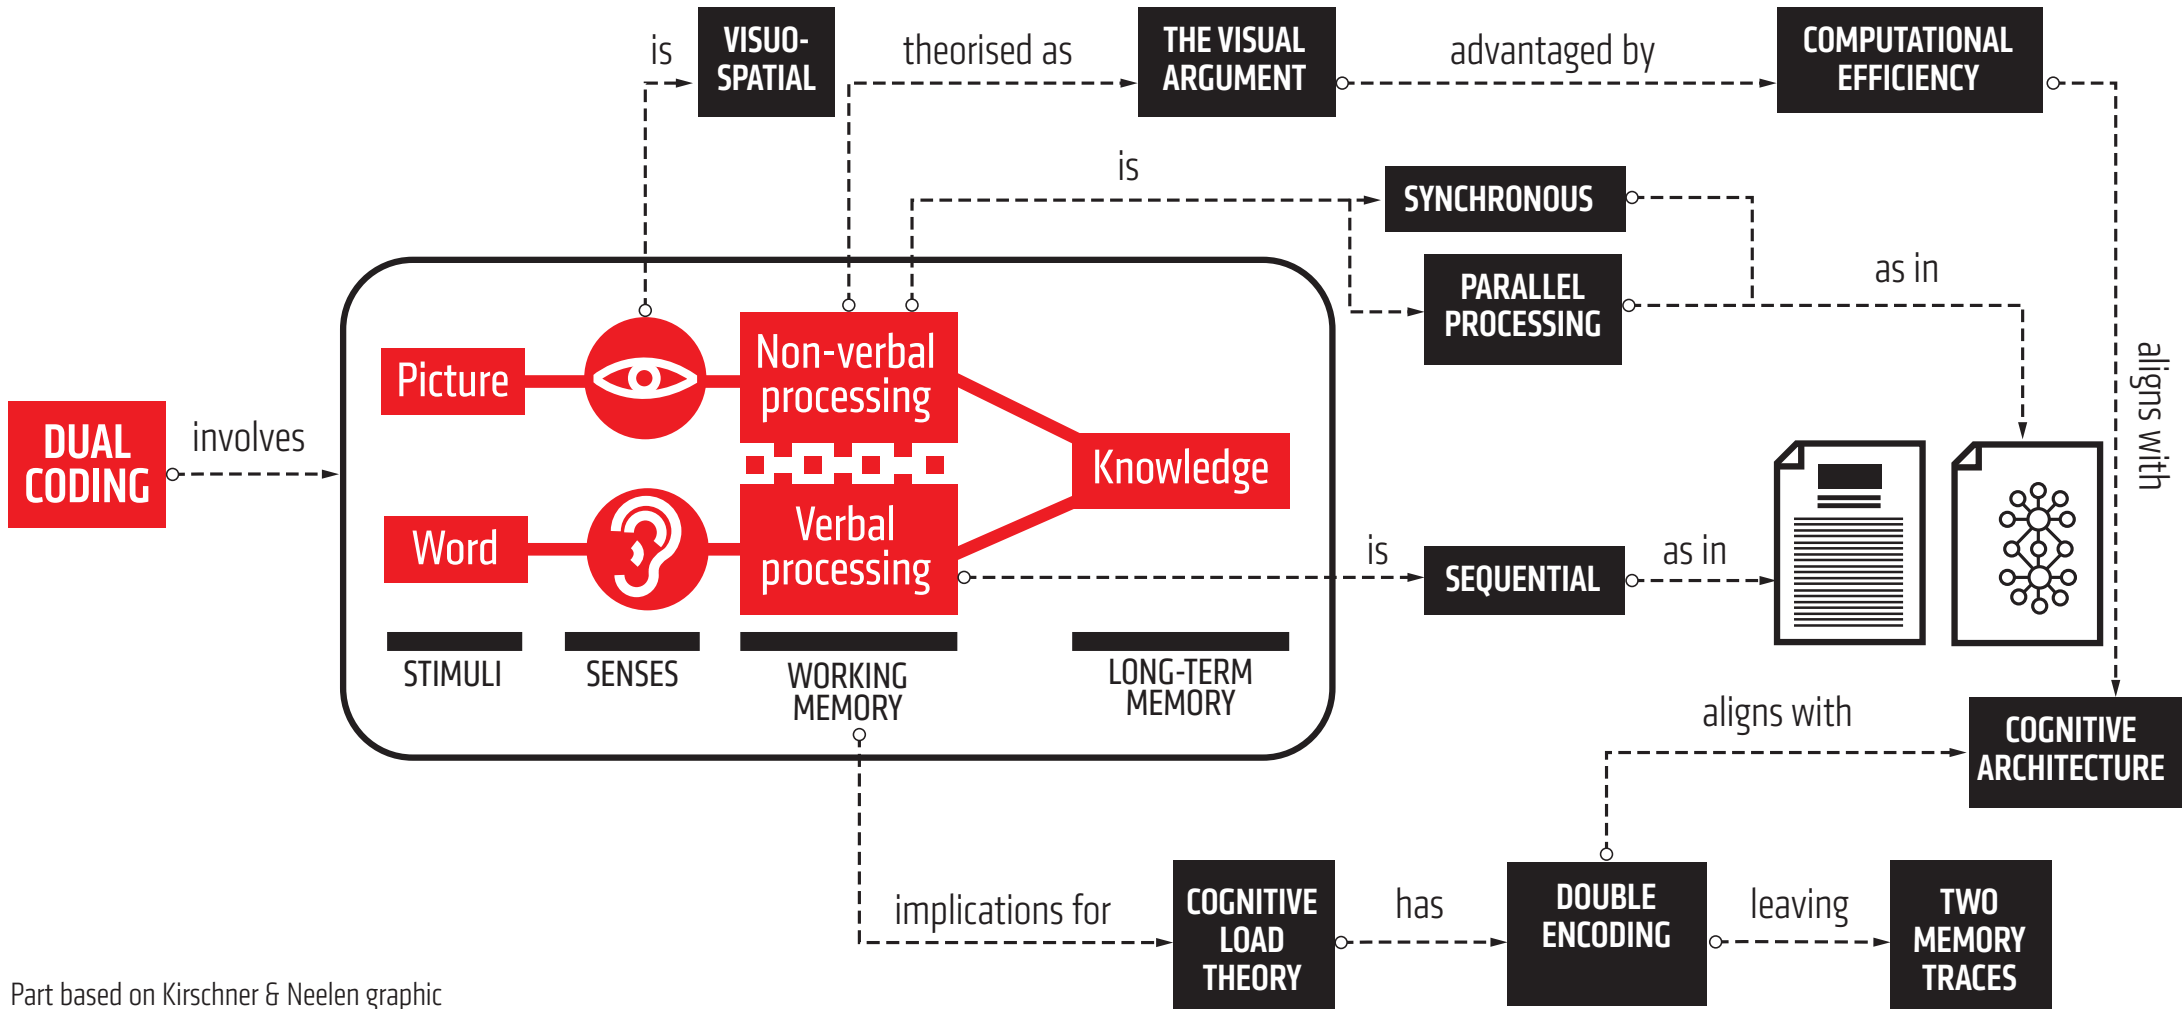 is
VISUO-
SPATIAL
theorised as
THE VISUAL
ARGUMENT
advantaged by
COMPUTATIONAL
EFFICIENCY
is
SYNCHRONOUS
PARALLEL
PROCESSING
as in
aligns with
DUAL
CODING
involves
Picture
Non-verbal
processing
Knowledge
Word
Verbal
processing
is
SEQUENTIAL
as in
STIMULI
SENSES
WORKING
MEMORY
LONG-TERM
MEMORY
aligns with
COGNITIVE
ARCHITECTURE
implications for
COGNITIVE
LOAD
THEORY
has
DOUBLE
ENCODING
leaving
TWO
MEMORY
TRACES
Part based on Kirschner & Neelen graphic